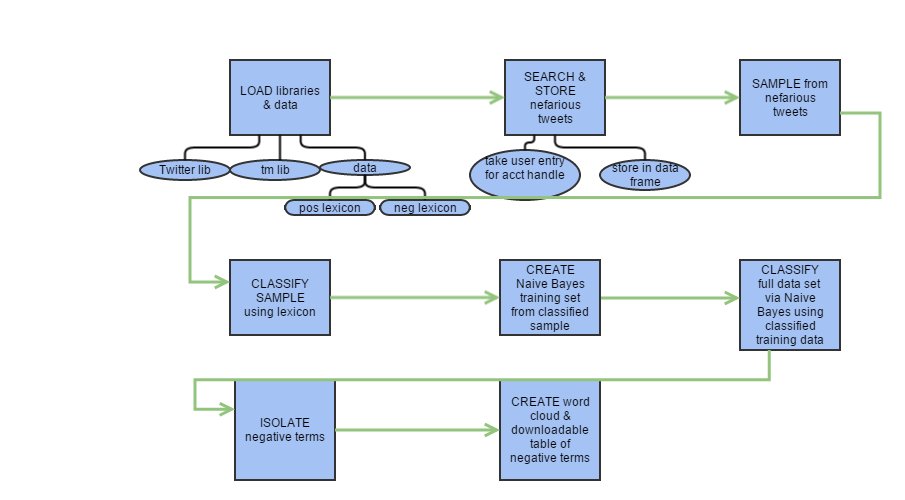 LOAD libraries
& data
SEARCH &
STORE
nefarious
tweets
SAMPLE from
nefarious
tweets
Twitter lib
tm lib
data
take user entry
for acct handle
store in data
frame
pos lexicon
neg lexicon
CLASSIFY
SAMPLE
using lexicon
CREATE
Naive Bayes
training set
from classified
sample
CLASSIFY
full data set
via Naive
Bayes using
classified
training data
ISOLATE
negative terms
CREATE word
cloud &
downloadable
table of
negative terms